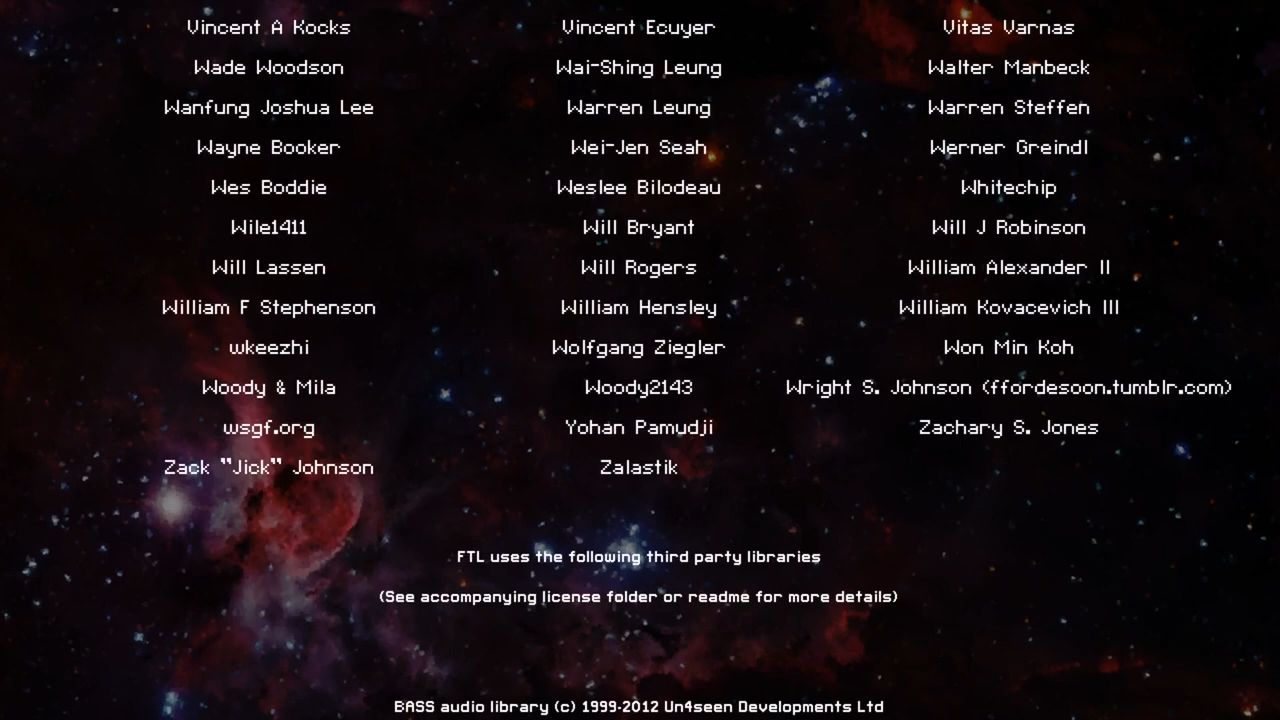 Vincent A Kocks Vincent Ecuyer Vitas Varnas
Wade Woodson Wai-Shing Leung Walter Manbeck
Wanfung Joshua Lee Warren Leung Warren Steffen
Wayne Booker Wei-Jen Seah Werner Greindl
Wes Boddie Weslee Bilodeau Whitechip
Wile1411 Will Bryant Will J Robinson
Will Lassen Will Rogers William Alexander II
William F Stephenson William Hensley William Kovacevich III
wkeezhi Wolfgang Ziegler Won Min Koh
Woody & Mila Woody2143 Wright S. Johnson (ffordesoon.tumblr.com)
wsgf.org Yohan Pamudji Zachary S. Jones
Zack "Jick" Johnson Zalastik
FTL uses the following third party libraries
(See accompanying license folder or readme for more details)
BASS audio library (c) 1999-2012 Un4seen Developments Ltd